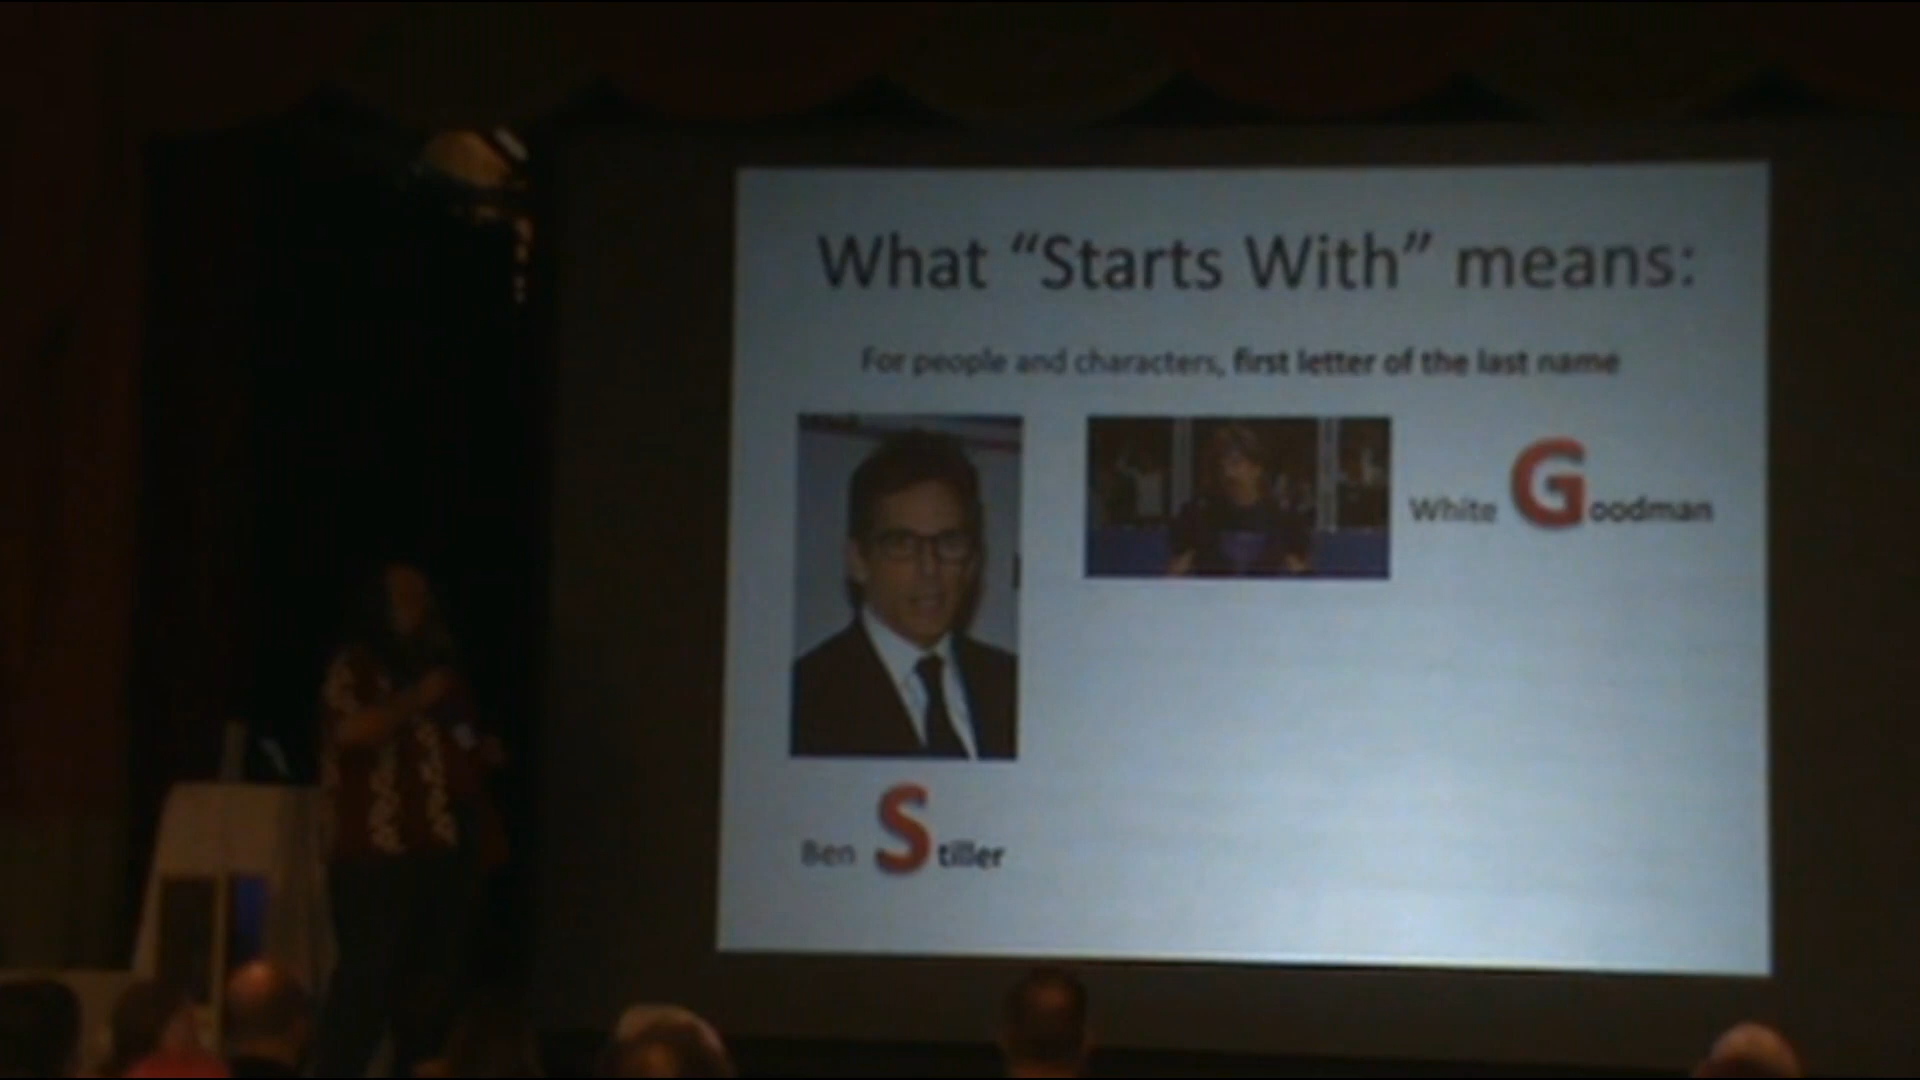 What “Starts With” means:
For people and characters, first letter of the last name
White Goodman
Ben Stiller